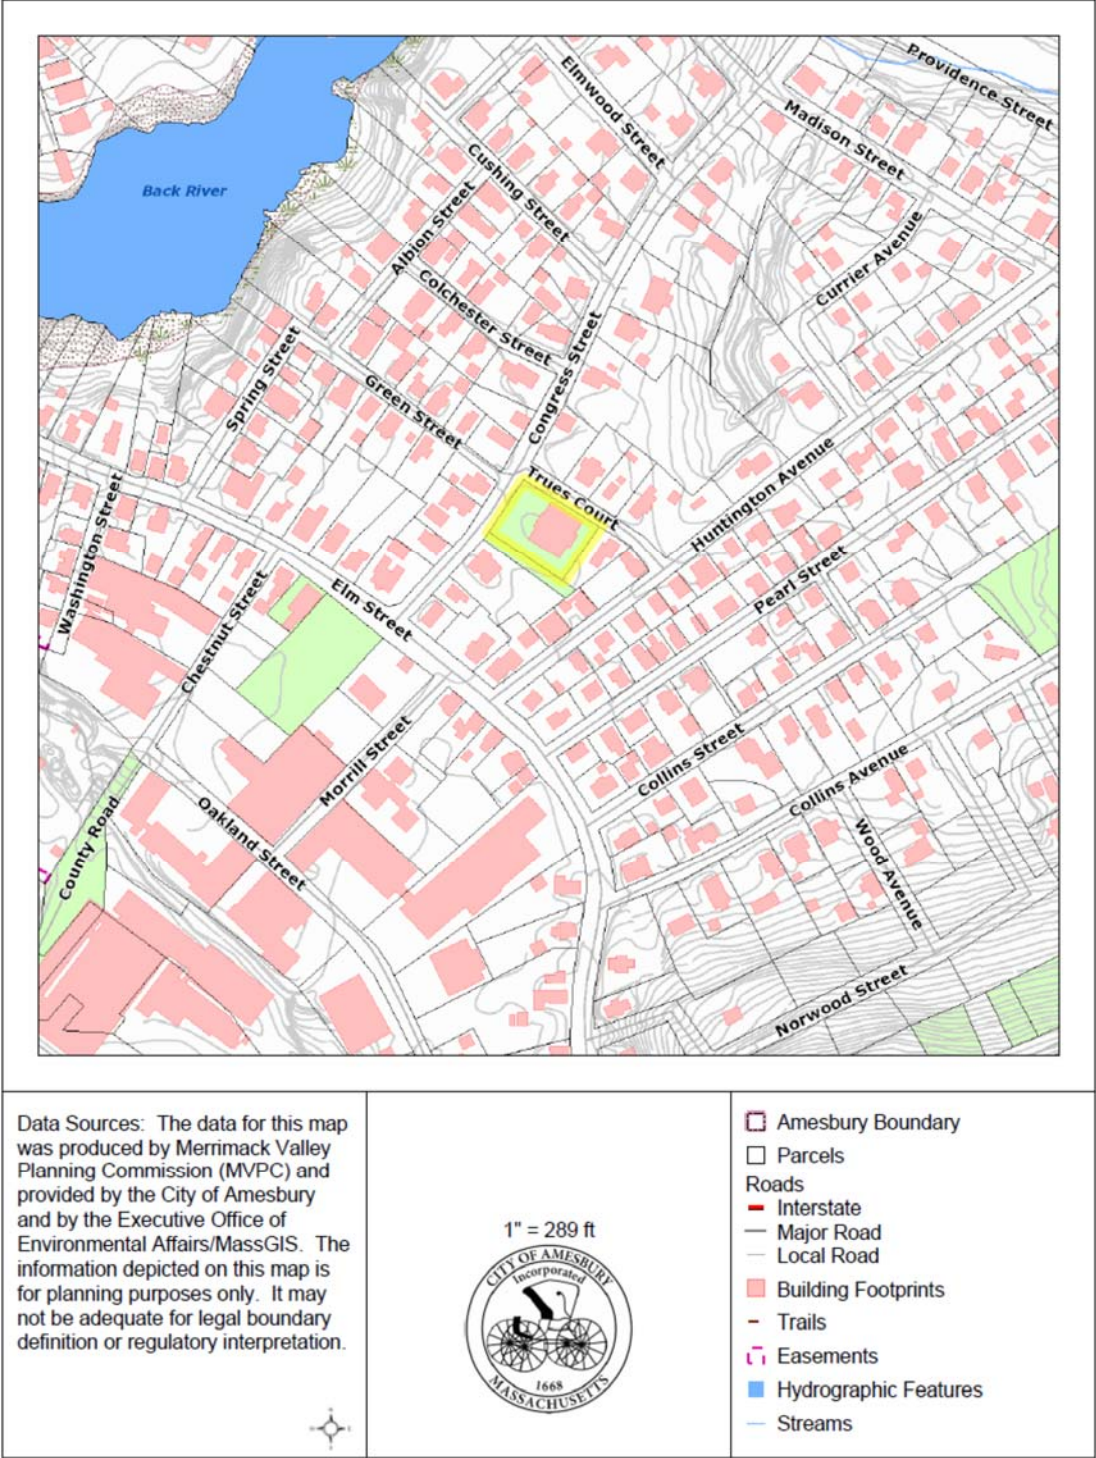 Providence Street
Elmwood Street
Madison Street
Cushing Street
Back River
Albion Street
Currier Avenue
Colchester Street
Congress Street
Spring Street
Green Street
Trues Court
Huntington Avenue
Washington Street
Pearl Street
Elm Street
Chestnut Street
Morrill Street
Collins Street
Collins Avenue
Oakland Street
County Road
Wood Avenue
Norwood Street
Data Sources: The data for this map
was produced by Merrimack Valley
Planning Commission (MVPC) and
provided by the City of Amesbury
and by the Executive Office of
Environmental Affairs/MassGIS. The
information depicted on this map is
for planning purposes only. It may
not be adequate for legal boundary
definition or regulatory interpretation.
1" = 289 ft
CITY OF AMESBURY
Incorporated
1668
MASSACHUSETTS
Amesbury Boundary
Parcels
Roads
Interstate
Major Road
Local Road
Building Footprints
Trails
Easements
Hydrographic Features
Streams